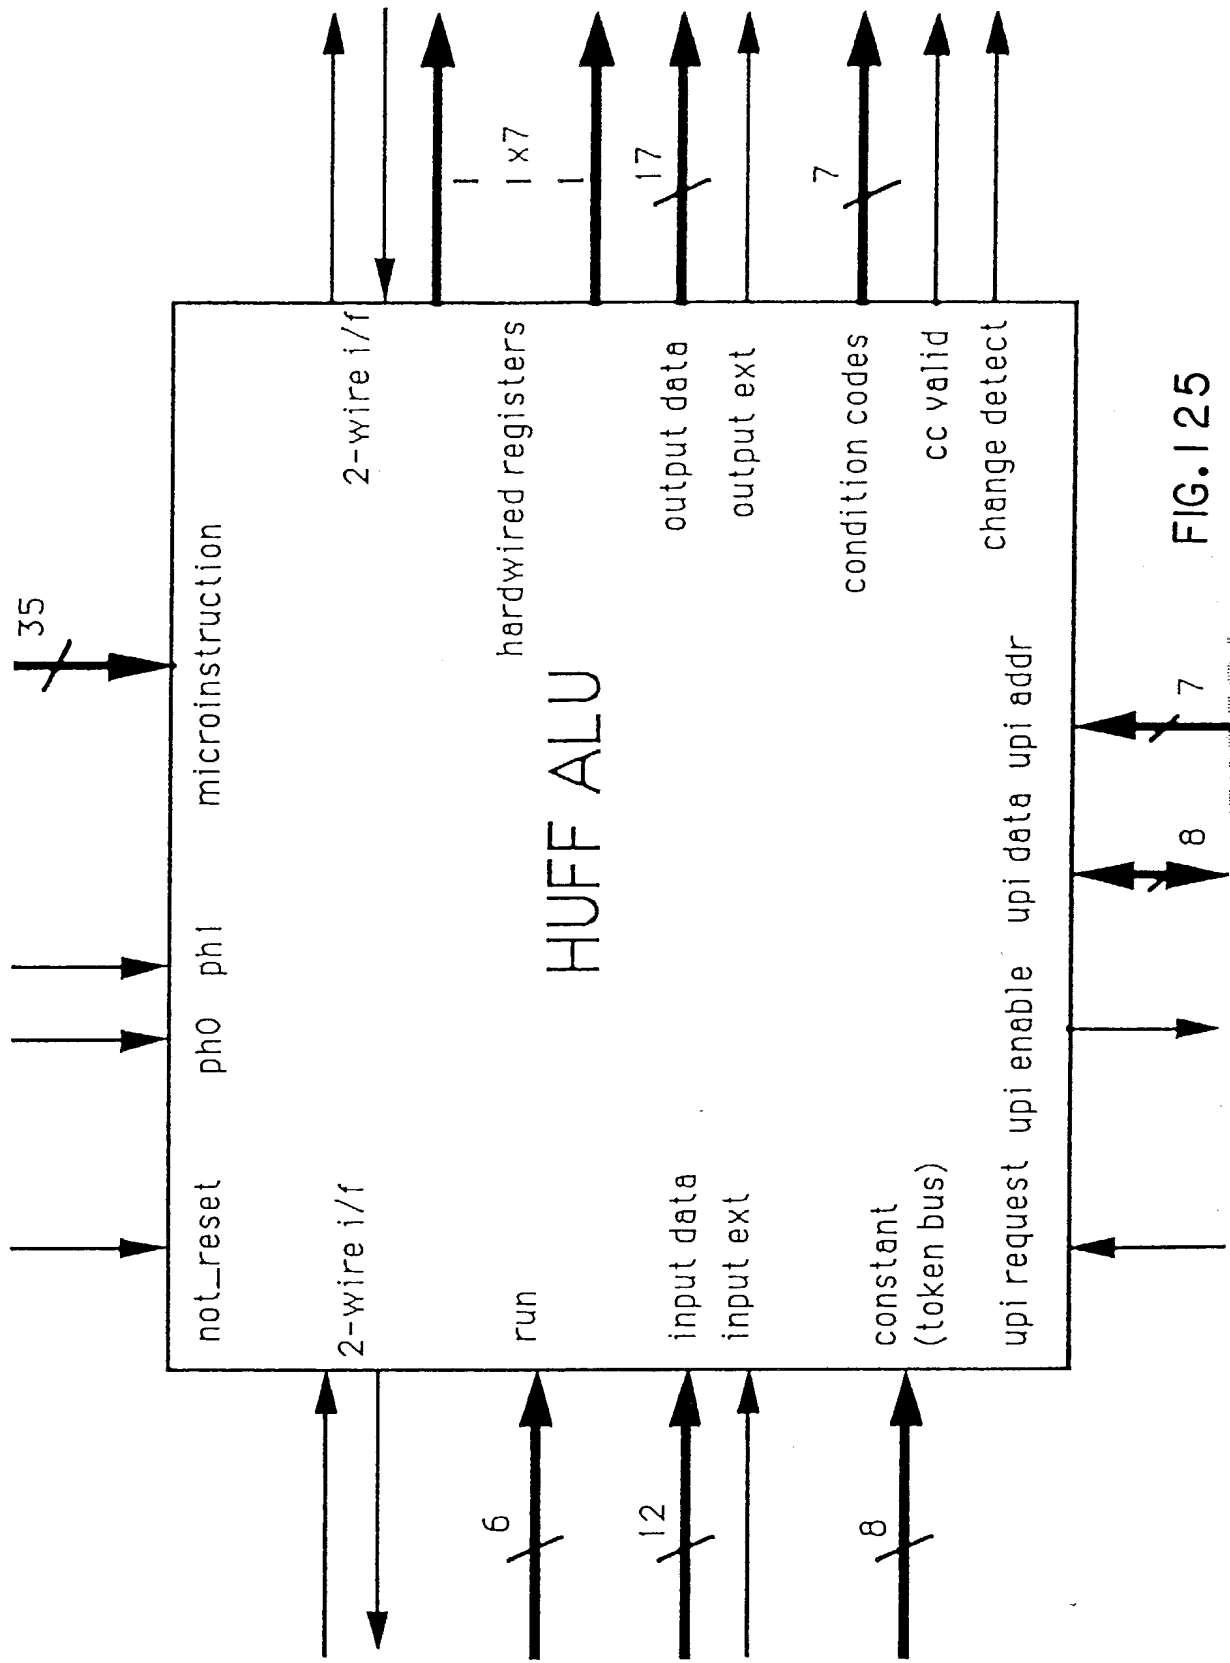 35
not_reset
ph0
ph1
microinstruction
2-wire i/f
2-wire i/f
6
run
hardwired registers
1x7
HUFF ALU
12
input data
input ext
output data
17
output ext
8
constant
(token bus)
condition codes
7
cc valid
change detect
upi request
upi enable
upi data
upi addr
8
7
FIG.125